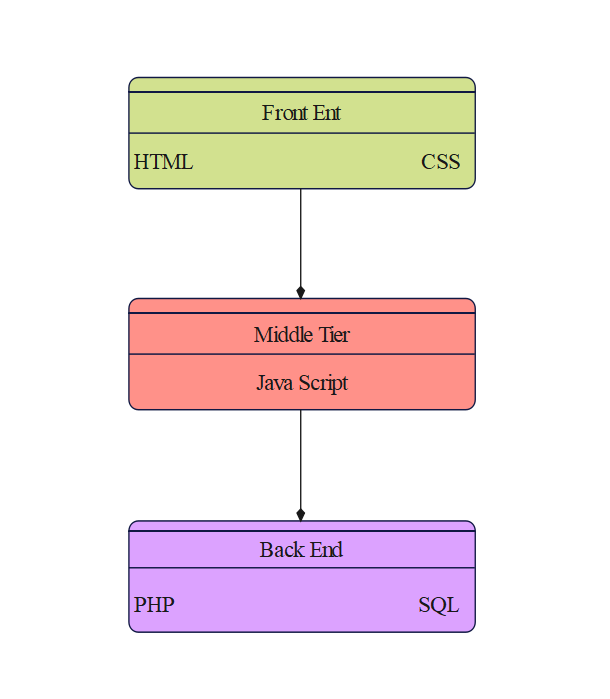 Front Ent
HTML CSS
Middle Tier
Java Script
Back End
PHP SQL